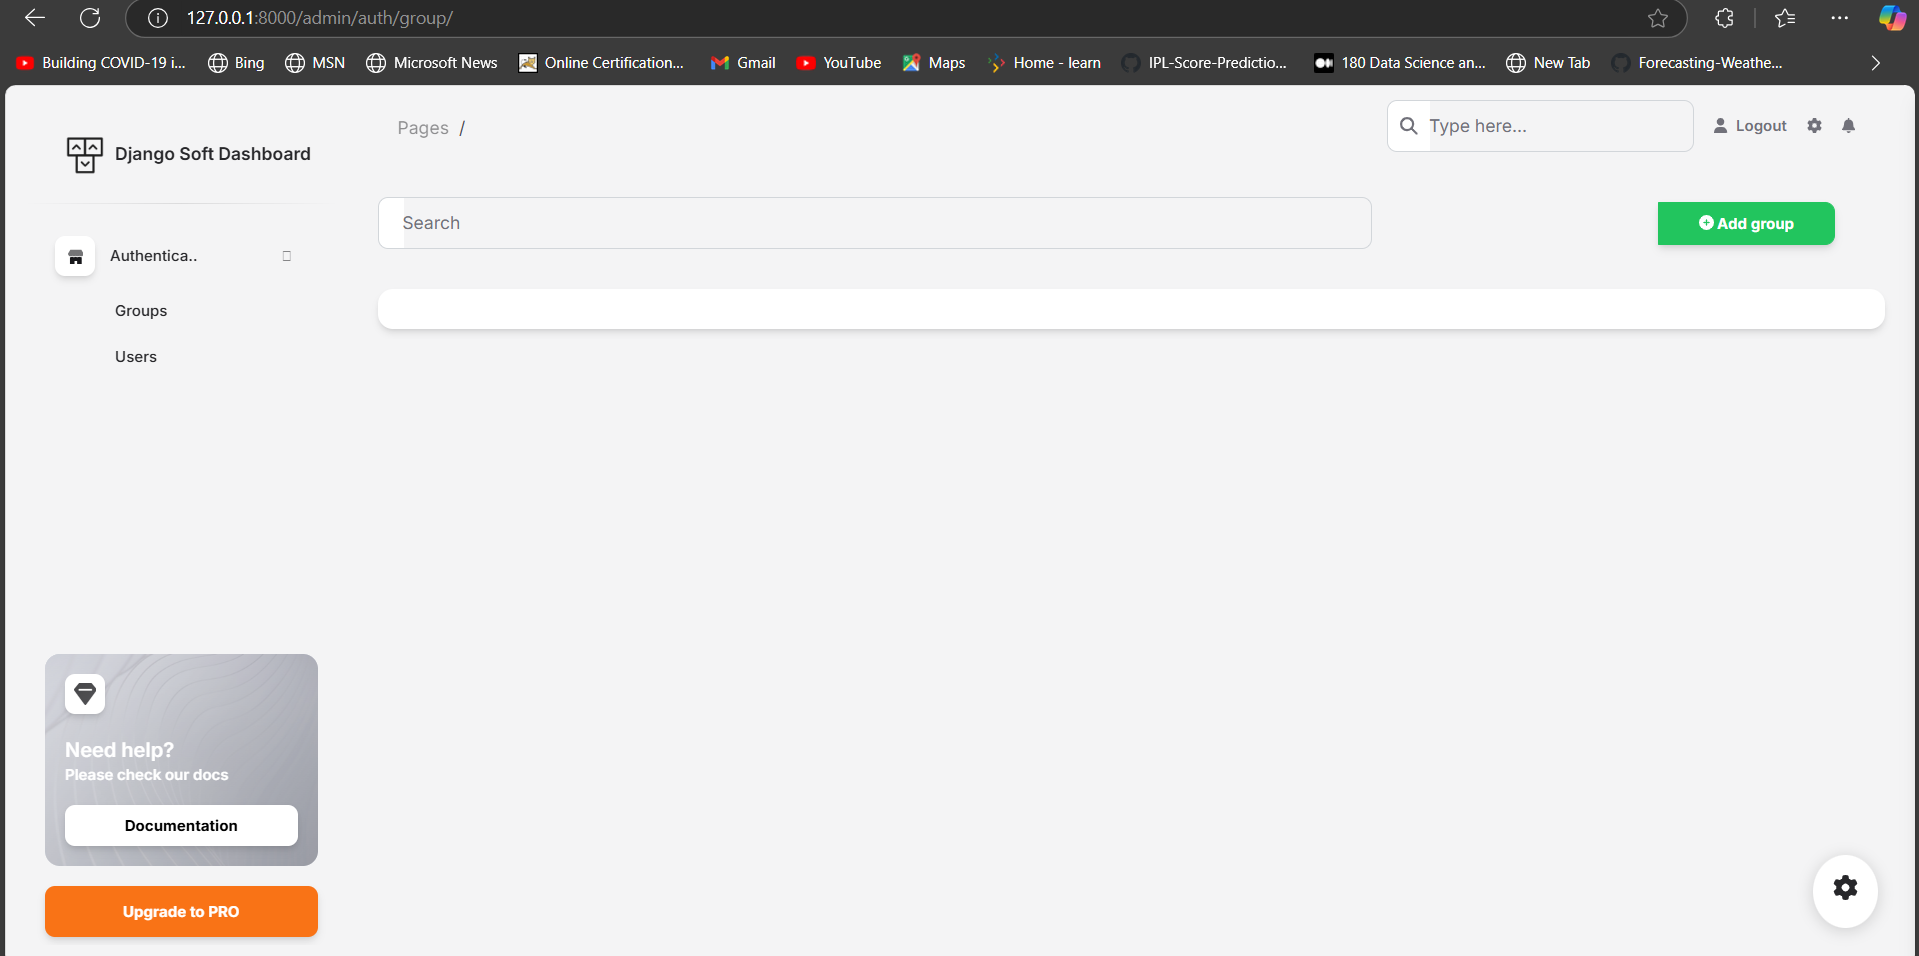 127.0.0.1:8000/admin/auth/group/
Building COVID-19 i...
Bing
MSN
Microsoft News
Online Certification...
Gmail
YouTube
Maps
Home - learn
IPL-Score-Predictio...
180 Data Science an...
New Tab
Forecasting-Weathe...
Django Soft Dashboard
Pages /
Type here...
Logout
Search
Add group
Authentica..
Groups
Users
Need help?
Please check our docs
Documentation
Upgrade to PRO